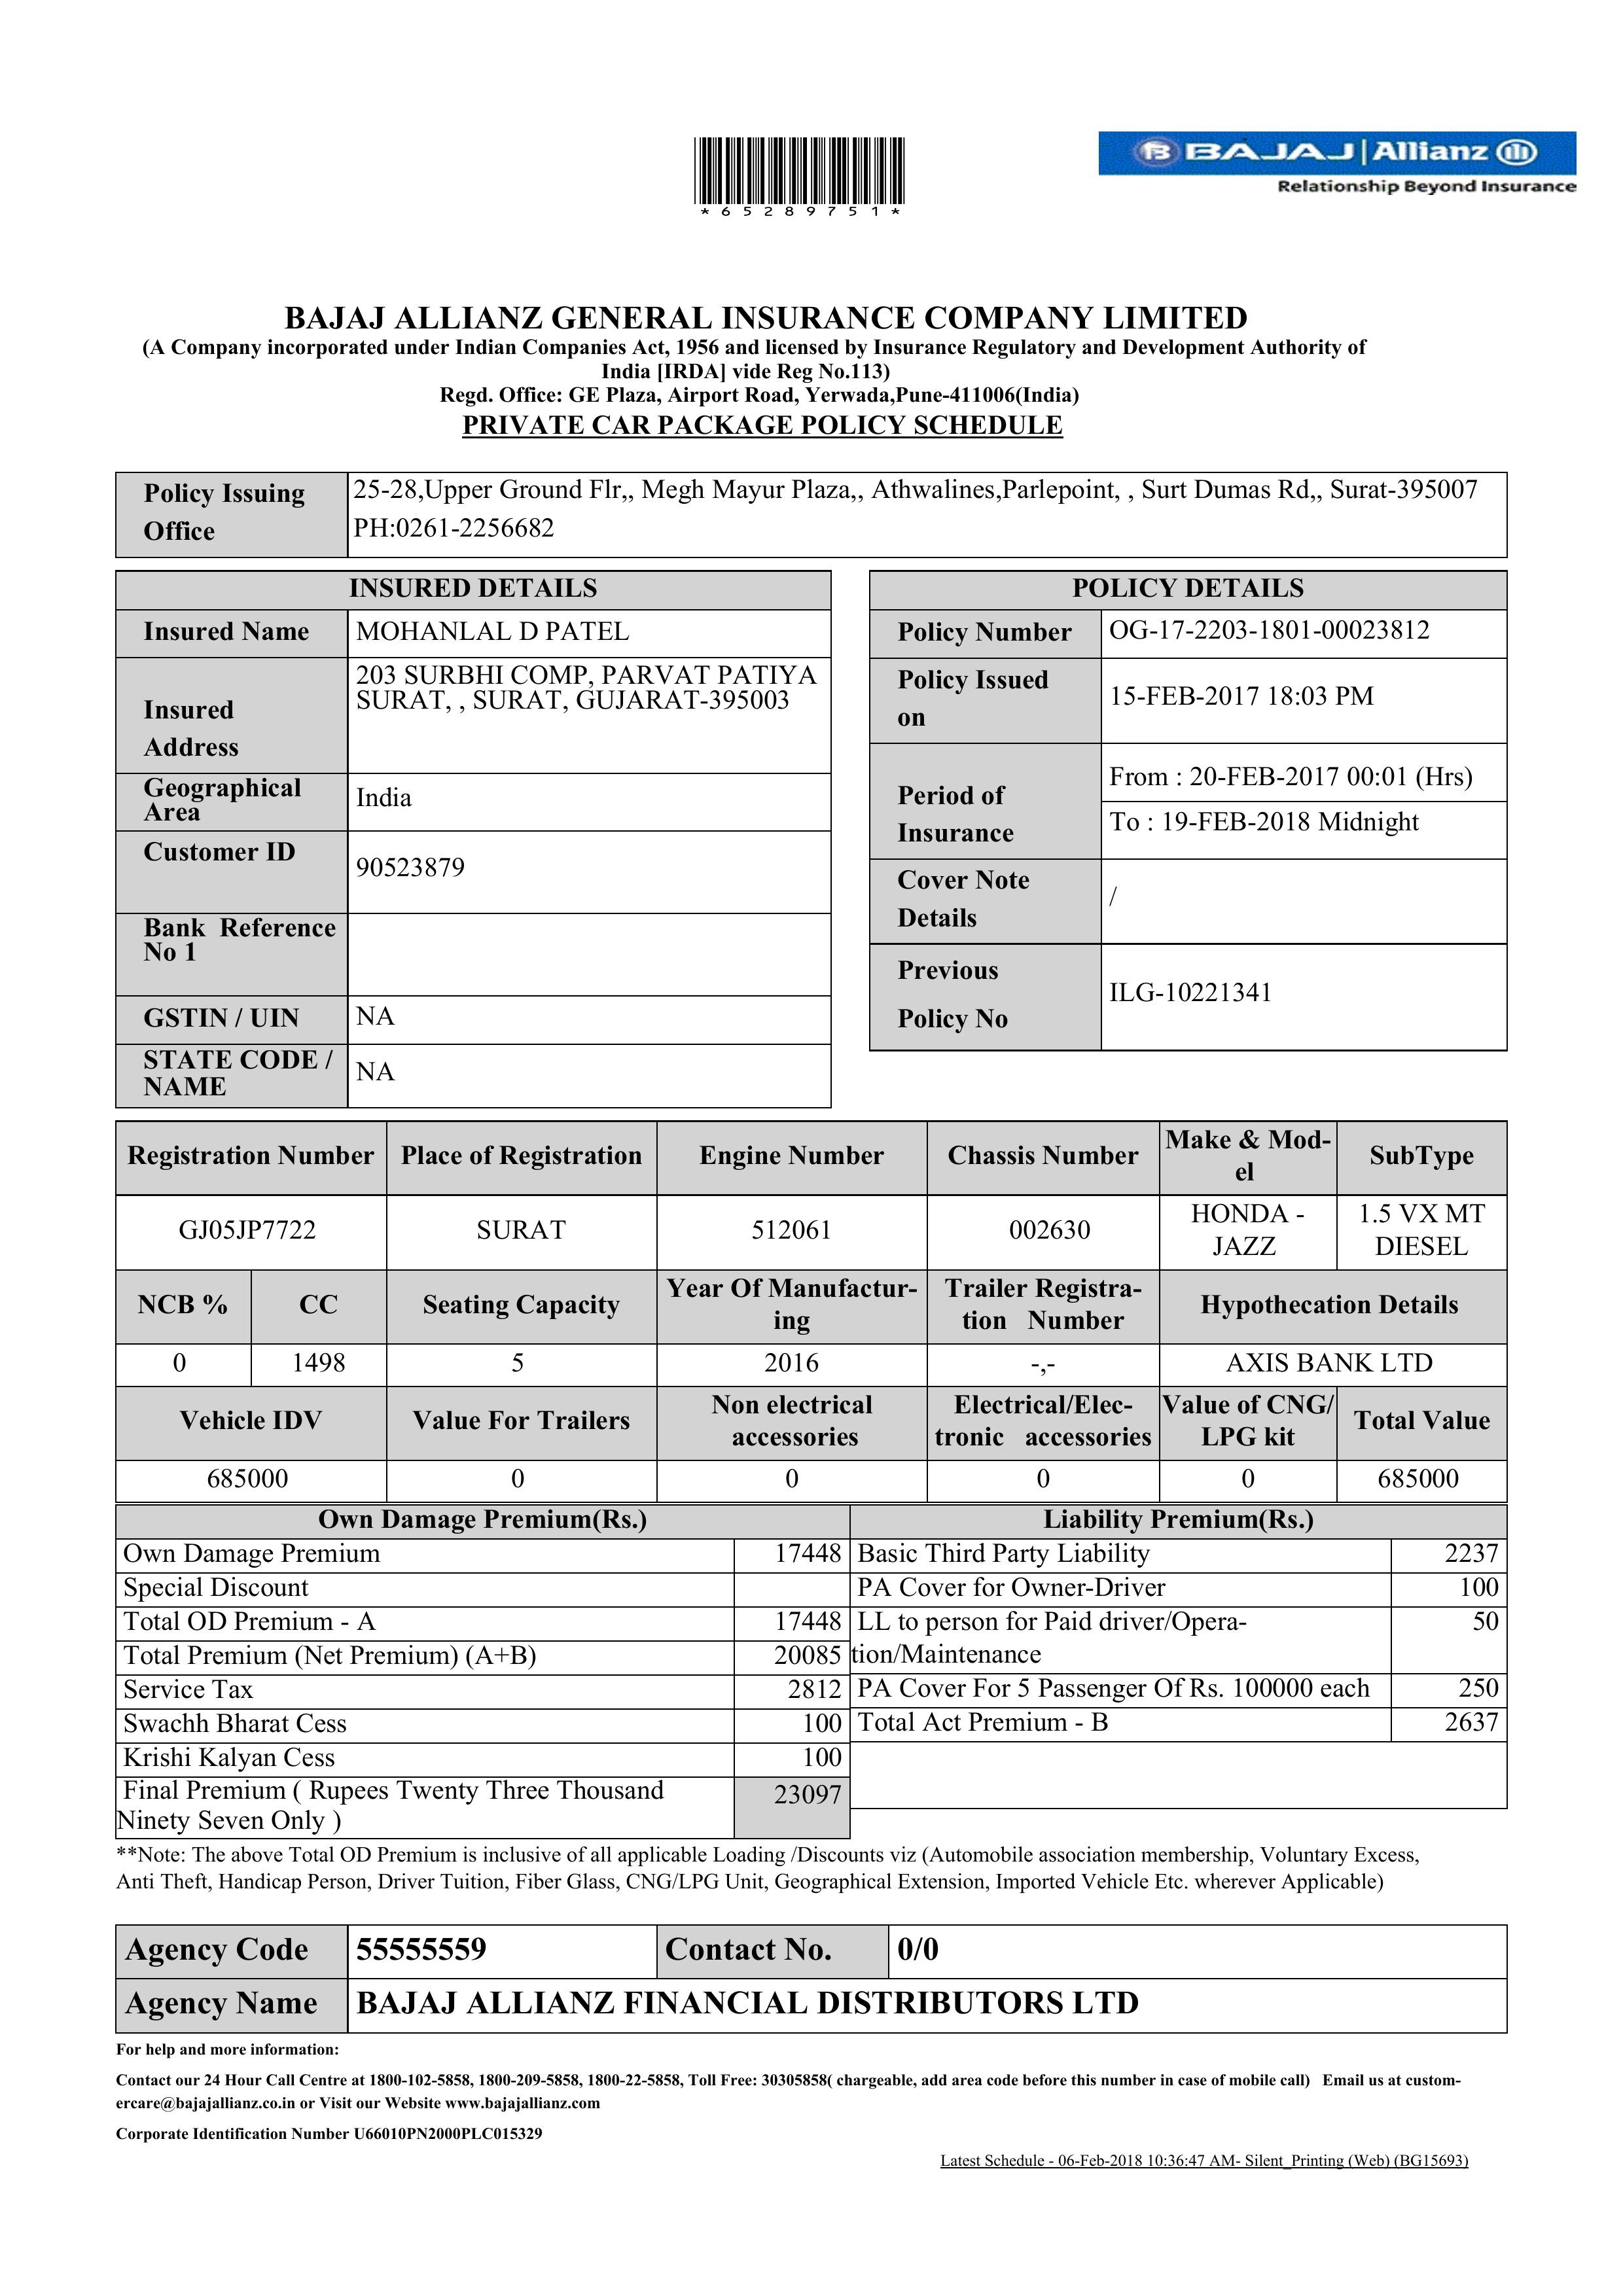 *65289751*
BAJAJ | Allianz
Relationship Beyond Insurance
BAJAJ ALLIANZ GENERAL INSURANCE COMPANY LIMITED
(A Company incorporated under Indian Companies Act, 1956 and licensed by Insurance Regulatory and Development Authority of
India [IRDA] vide Reg No.113)
Regd. Office: GE Plaza, Airport Road, Yerwada,Pune-411006(India)
PRIVATE CAR PACKAGE POLICY SCHEDULE
Policy Issuing Office
25-28,Upper Ground Flr,, Megh Mayur Plaza,, Athwalines,Parlepoint, , Surt Dumas Rd,, Surat-395007
PH:0261-2256682
INSURED DETAILS
Insured Name MOHANLAL D PATEL
Insured Address
203 SURBHI COMP, PARVAT PATIYA
SURAT, , SURAT, GUJARAT-395003
Geographical Area India
Customer ID 90523879
Bank Reference No 1
GSTIN / UIN NA
STATE CODE / NAME NA
POLICY DETAILS
Policy Number OG-17-2203-1801-00023812
Policy Issued on 15-FEB-2017 18:03 PM
Period of Insurance
From : 20-FEB-2017 00:01 (Hrs)
To : 19-FEB-2018 Midnight
Cover Note Details /
Previous Policy No ILG-10221341
Registration Number Place of Registration Engine Number Chassis Number Make & Mod-
el SubType
GJ05JP7722 SURAT 512061 002630 HONDA -
JAZZ 1.5 VX MT
DIESEL
NCB % CC Seating Capacity Year Of Manufactur-
ing Trailer Registra-
tion Number Hypothecation Details
0 1498 5 2016 -,- AXIS BANK LTD
Vehicle IDV Value For Trailers Non electrical
accessories Electrical/Elec-
tronic accessories Value of CNG/
LPG kit Total Value
685000 0 0 0 0 685000
Own Damage Premium(Rs.)
Own Damage Premium 17448
Special Discount
Total OD Premium - A 17448
Total Premium (Net Premium) (A+B) 20085
Service Tax 2812
Swachh Bharat Cess 100
Krishi Kalyan Cess 100
Final Premium ( Rupees Twenty Three Thousand
Ninety Seven Only ) 23097
Liability Premium(Rs.)
Basic Third Party Liability 2237
PA Cover for Owner-Driver 100
LL to person for Paid driver/Opera-
tion/Maintenance 50
PA Cover For 5 Passenger Of Rs. 100000 each 250
Total Act Premium - B 2637
**Note: The above Total OD Premium is inclusive of all applicable Loading /Discounts viz (Automobile association membership, Voluntary Excess,
Anti Theft, Handicap Person, Driver Tuition, Fiber Glass, CNG/LPG Unit, Geographical Extension, Imported Vehicle Etc. wherever Applicable)
Agency Code 55555559 Contact No. 0/0
Agency Name BAJAJ ALLIANZ FINANCIAL DISTRIBUTORS LTD
For help and more information:
Contact our 24 Hour Call Centre at 1800-102-5858, 1800-209-5858, 1800-22-5858, Toll Free: 30305858( chargeable, add area code before this number in case of mobile call) Email us at custom-
ercare@bajajallianz.co.in or Visit our Website www.bajajallianz.com
Corporate Identification Number U66010PN2000PLC015329
Latest Schedule - 06-Feb-2018 10:36:47 AM- Silent_Printing (Web) (BG15693)